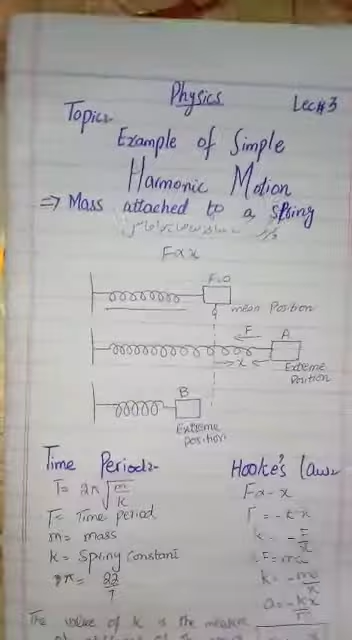 Physics
Lec#3
Topic:-
Example of Simple
Harmonic Motion
=> Mass attached to a spring
F∝x
F=0
mean Position
F
A
x
Extreme
Position
B
Extreme
position
Time Period:-
T = 2π√(m/k)
T = Time period
m = mass
k = Spring Constant
π = 22/7
Hooke's Law:-
F∝-x
F = -kx
k = -F/x
F = ma
k = -ma/x
a = -kx/m
The value of k is the measure